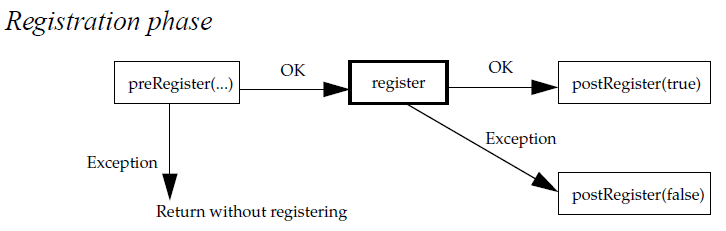 Registration phase
preRegister(...)
OK
register
OK
postRegister(true)
Exception
Exception
Return without registering
postRegister(false)